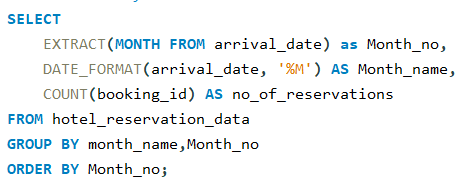 SELECT
EXTRACT(MONTH FROM arrival_date) as Month_no,
DATE_FORMAT(arrival_date, '%M') AS Month_name,
COUNT(booking_id) AS no_of_reservations
FROM hotel_reservation_data
GROUP BY month_name,Month_no
ORDER BY Month_no;